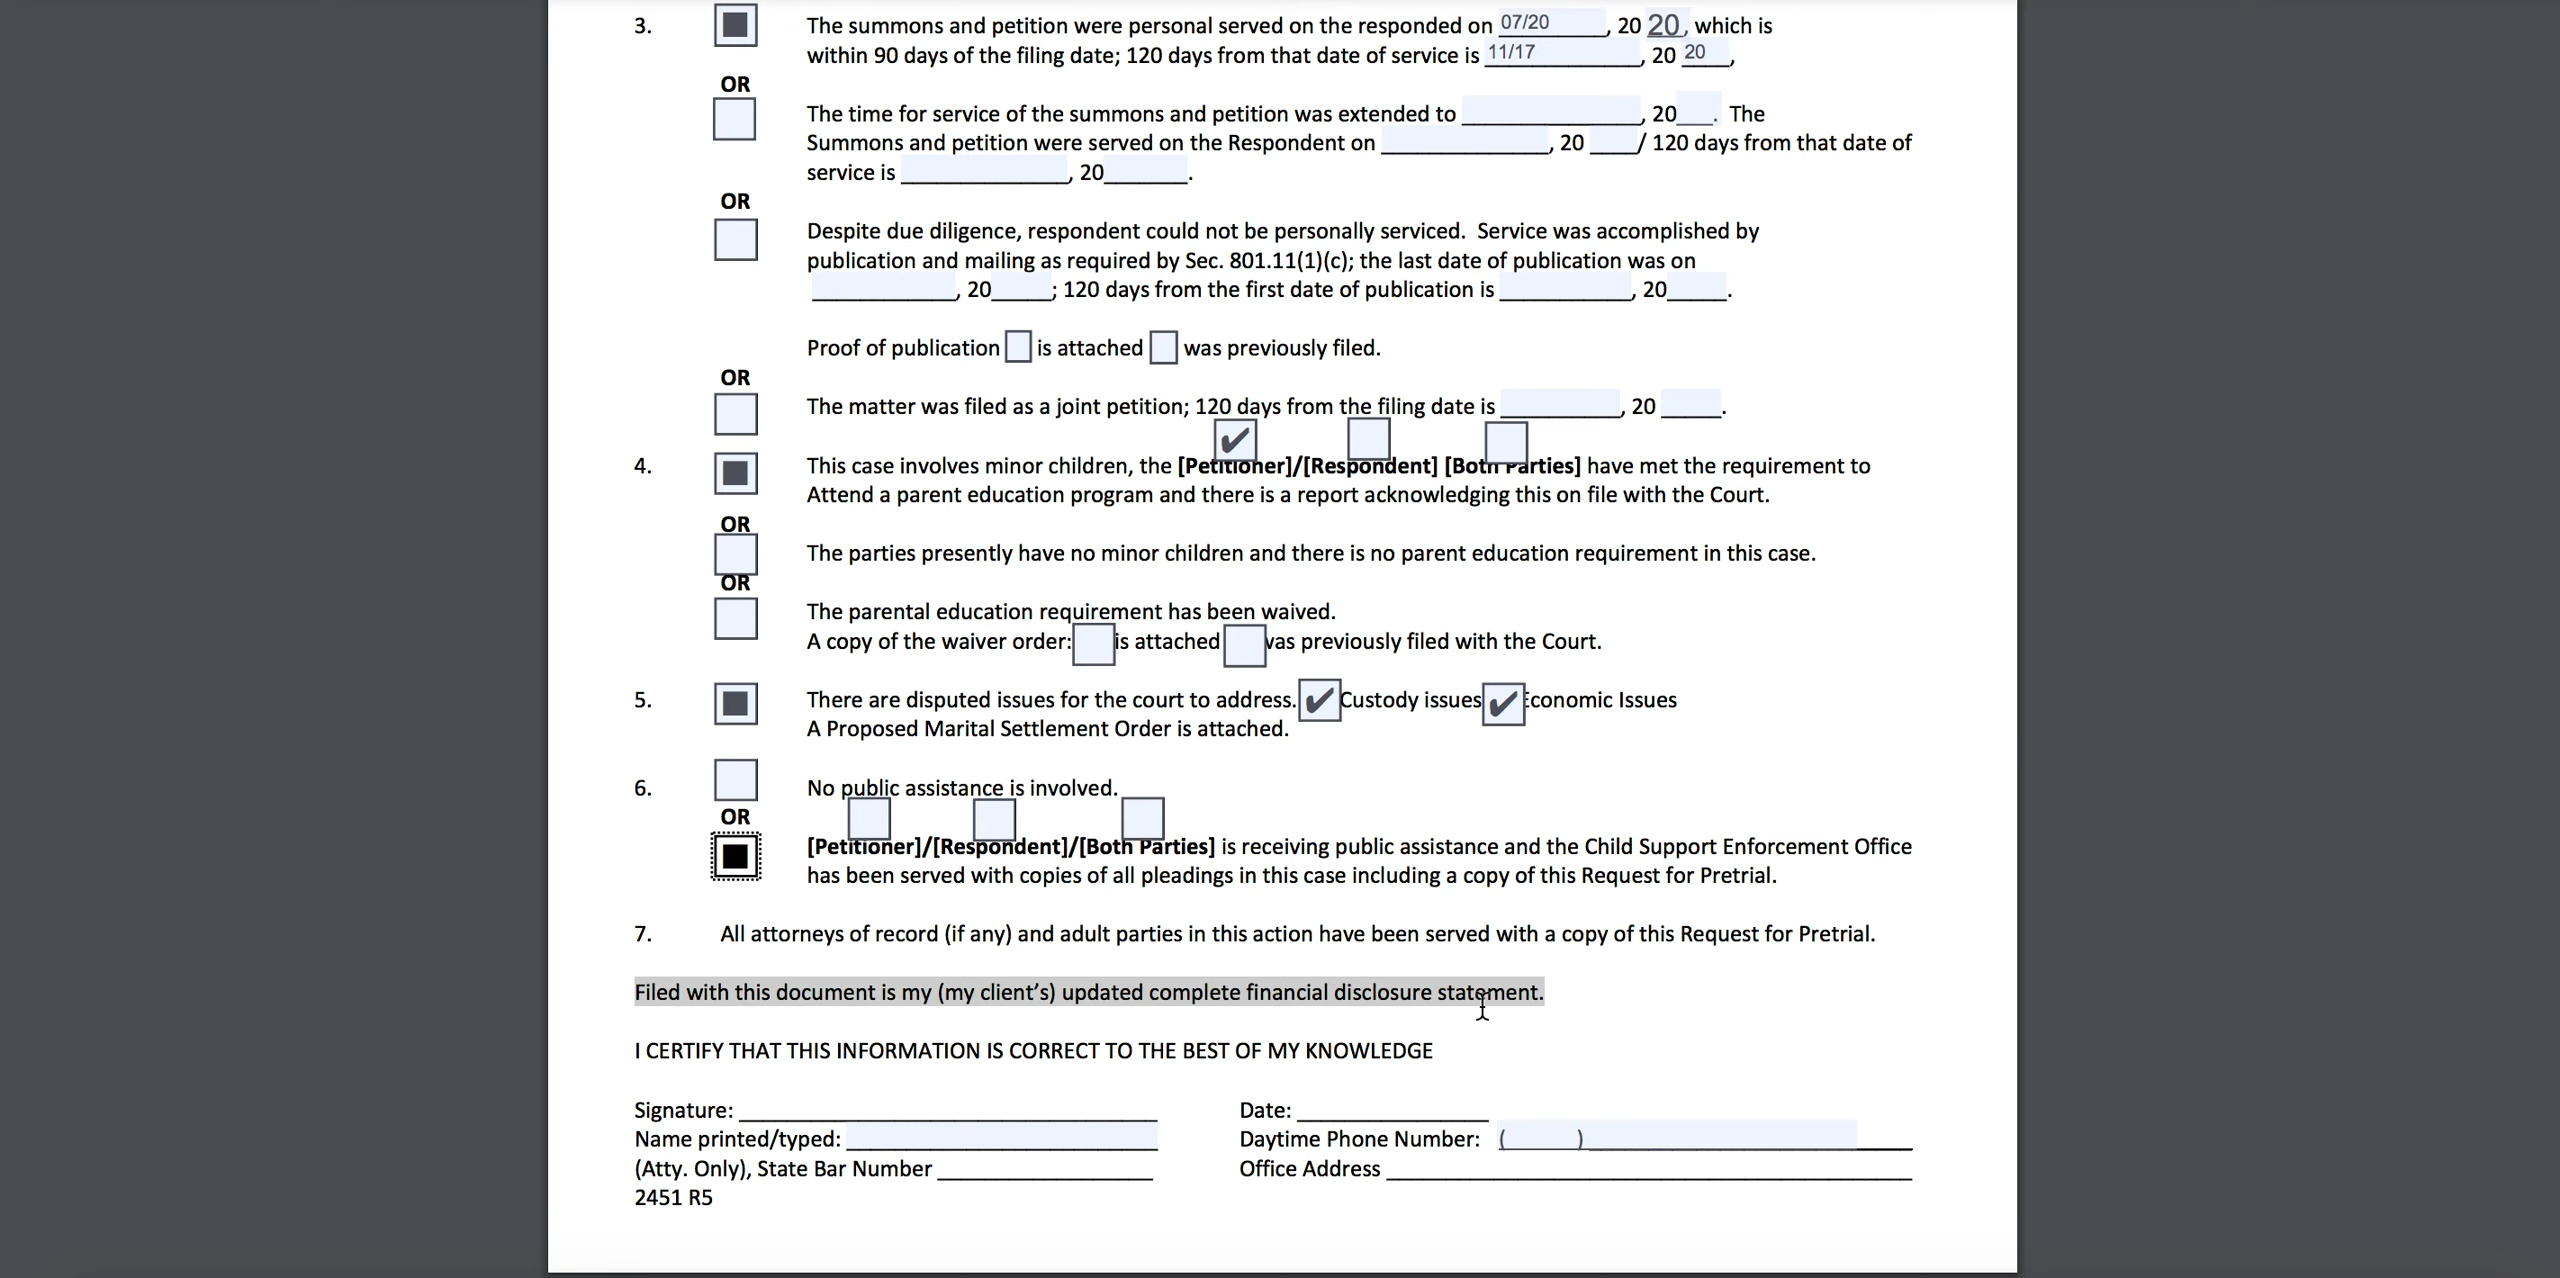 3. The summons and petition were personal served on the responded on 07/20, 20 20, which is
within 90 days of the filing date; 120 days from that date of service is 11/17, 20 20,
OR
The time for service of the summons and petition was extended to ____________, 20___. The
Summons and petition were served on the Respondent on ____________, 20 ____/ 120 days from that date of
service is ____________, 20_______.
OR
Despite due diligence, respondent could not be personally serviced. Service was accomplished by
publication and mailing as required by Sec. 801.11(1)(c); the last date of publication was on
____________, 20_____; 120 days from the first date of publication is ___________, 20_____.
Proof of publication is attached was previously filed.
OR
The matter was filed as a joint petition; 120 days from the filing date is __________, 20 _____.
4. This case involves minor children, the [Petitioner]/[Respondent] [Both Parties] have met the requirement to
Attend a parent education program and there is a report acknowledging this on file with the Court.
OR
The parties presently have no minor children and there is no parent education requirement in this case.
OR
The parental education requirement has been waived.
A copy of the waiver order: is attached was previously filed with the Court.
5. There are disputed issues for the court to address. Custody issues Economic Issues
A Proposed Marital Settlement Order is attached.
6. No public assistance is involved.
OR
[Petitioner]/[Respondent]/[Both Parties] is receiving public assistance and the Child Support Enforcement Office
has been served with copies of all pleadings in this case including a copy of this Request for Pretrial.
7. All attorneys of record (if any) and adult parties in this action have been served with a copy of this Request for Pretrial.
Filed with this document is my (my client's) updated complete financial disclosure statement.
I CERTIFY THAT THIS INFORMATION IS CORRECT TO THE BEST OF MY KNOWLEDGE
Signature: ____________ Date: ____________
Name printed/typed: ____________ Daytime Phone Number: (      )____________
(Atty. Only), State Bar Number ____________ Office Address ____________
2451 R5